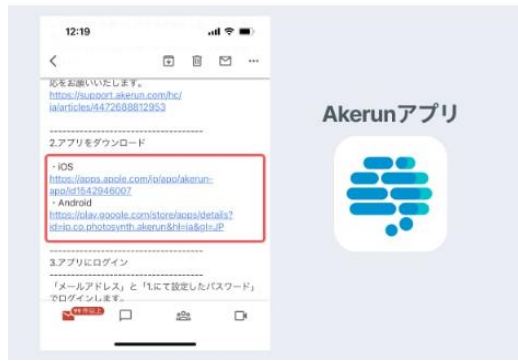 12:19
応をお願いいたします。
https://support.akerun.com/hc/
ja/articles/4472688812953
-----------------------------------
2.アプリをダウンロード
-----------------------------------
・iOS
https://apps.apple.com/jp/app/akerun-
app/id1542946007
・Android
https://play.google.com/store/apps/details?
id=jp.co.photosynth.akerun&hl=ja&gl=JP
-----------------------------------
3.アプリにログイン
-----------------------------------
「メールアドレス」と「1.にて設定したパスワード」
でログインします。
99件以上
Akerunアプリ